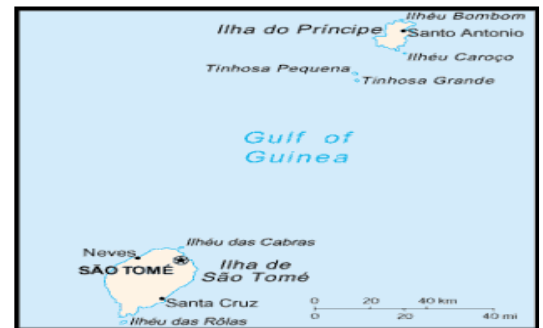 Ilhéu Bombom
Ilha do Príncipe
Santo Antonio
Ilhéu Caroço
Tinhosa Pequena
Tinhosa Grande
Gulf of
Guinea
Ilhéu das Cabras
Neves
SÃO TOMÉ
Ilha de
São Tomé
Santa Cruz
Ilhéu das Rôlas
0 20 40 km
0 20 40 mi